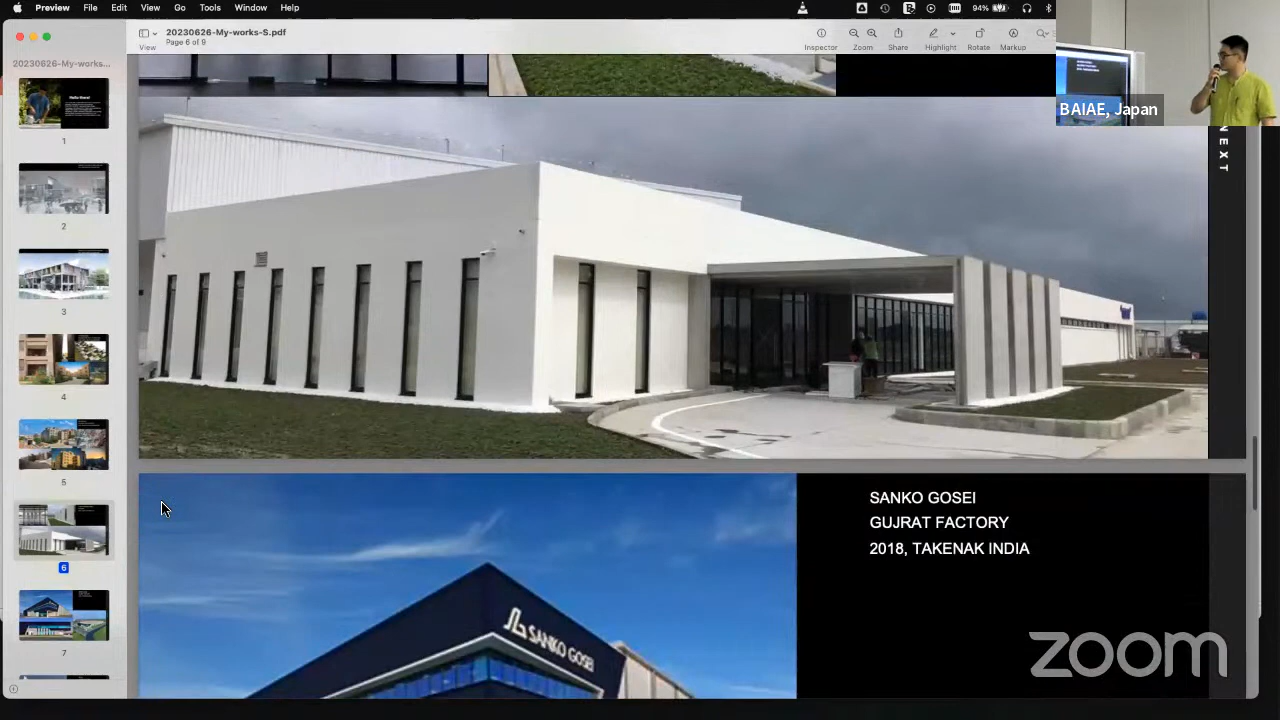 Preview File Edit View Go Tools Window Help 94%
20230626-My-works-S.pdf
Page 6 of 9
View
Inspector Zoom Share Highlight Rotate Markup
20230626-My-works...
1
2
3
4
5
6
7
BAIAE, Japan
NEXT
SANKO GOSEI
GUJRAT FACTORY
2018, TAKENAK INDIA
SANKO GOSEI
zoom